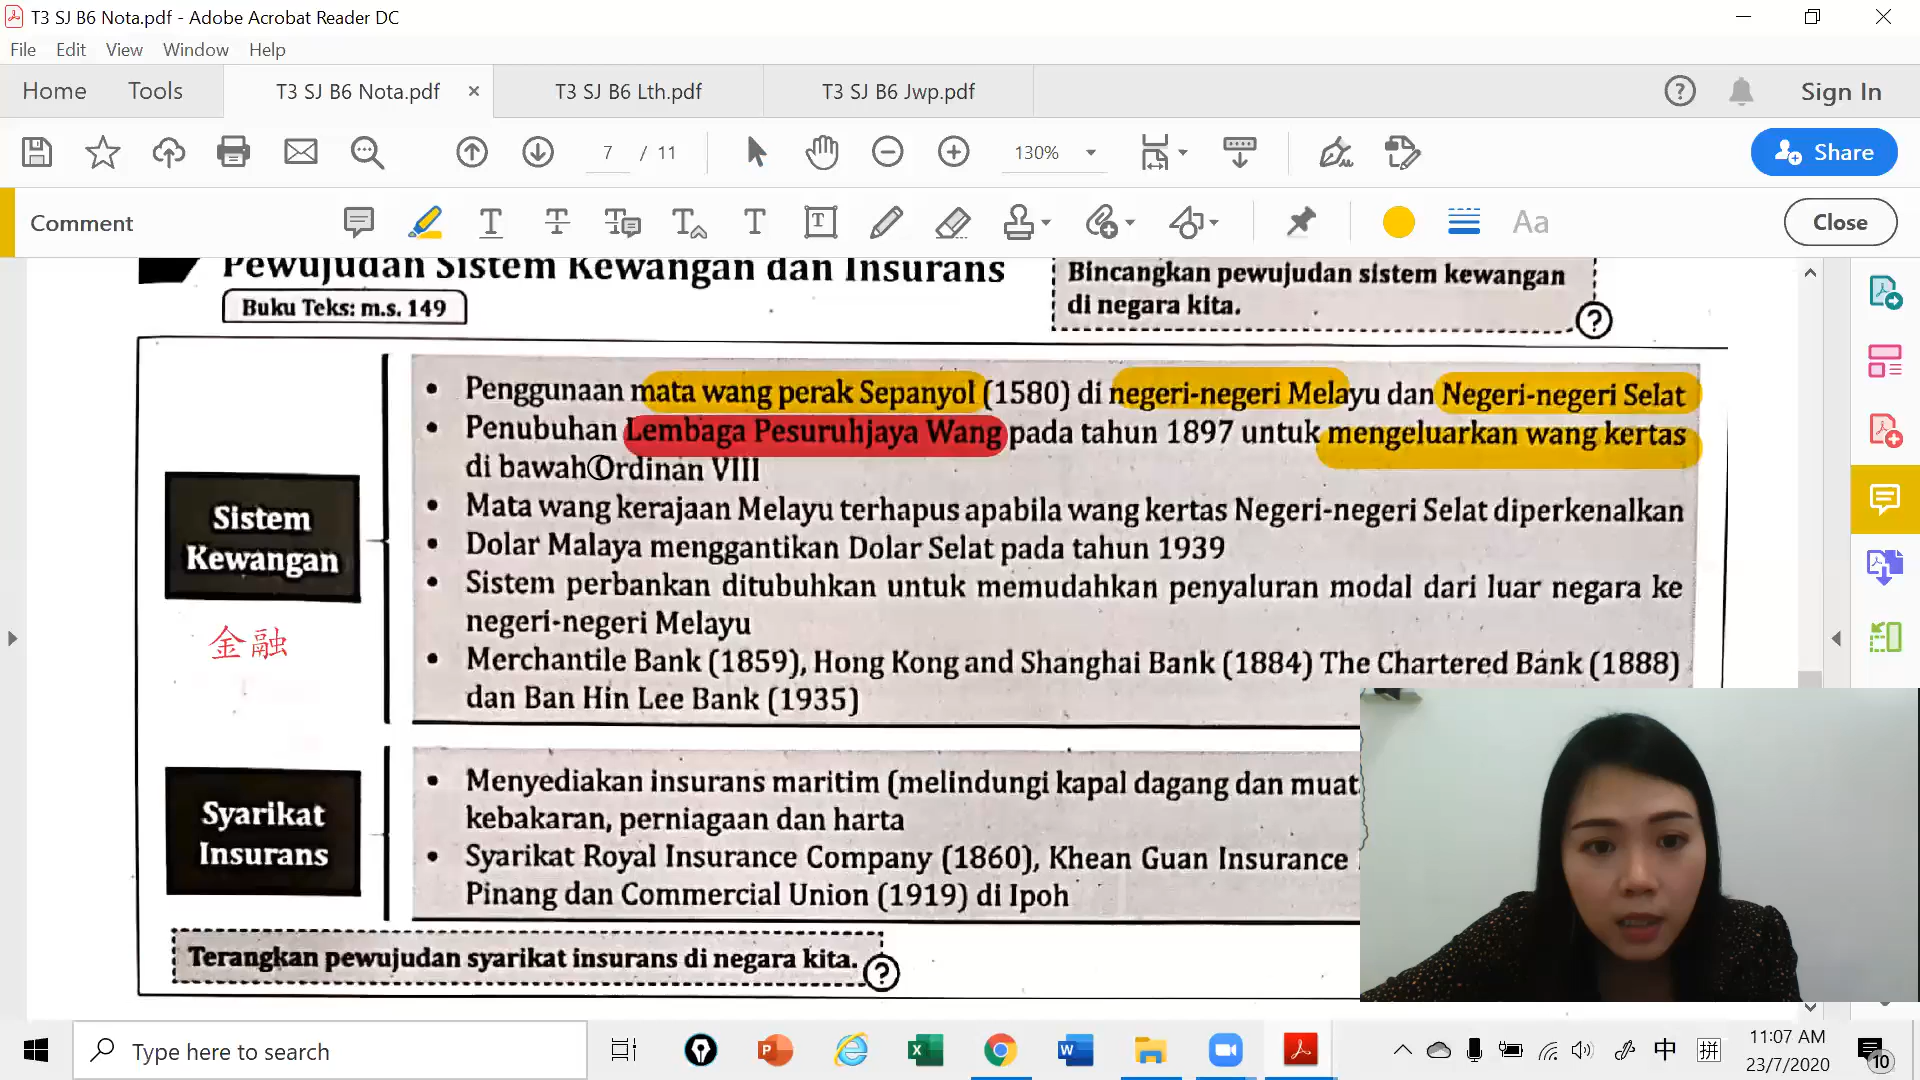 T3 SJ B6 Nota.pdf - Adobe Acrobat Reader DC
File Edit View Window Help
Home Tools T3 SJ B6 Nota.pdf × T3 SJ B6 Lth.pdf T3 SJ B6 Jwp.pdf ? Sign In
7 / 11 130% Share
Comment T T T T T T Aa Close
Pewujudan Sistem Kewangan dan Insurans
Buku Teks: m.s. 149
Bincangkan pewujudan sistem kewangan
di negara kita.
?
Sistem
Kewangan
金融
• Penggunaan mata wang perak Sepanyol (1580) di negeri-negeri Melayu dan Negeri-negeri Selat
• Penubuhan Lembaga Pesuruhjaya Wang pada tahun 1897 untuk mengeluarkan wang kertas
di bawah Ordinan VIII
• Mata wang kerajaan Melayu terhapus apabila wang kertas Negeri-negeri Selat diperkenalkan
• Dolar Malaya menggantikan Dolar Selat pada tahun 1939
• Sistem perbankan ditubuhkan untuk memudahkan penyaluran modal dari luar negara ke
negeri-negeri Melayu
• Merchantile Bank (1859), Hong Kong and Shanghai Bank (1884) The Chartered Bank (1888)
dan Ban Hin Lee Bank (1935)
Syarikat
Insurans
• Menyediakan insurans maritim (melindungi kapal dagang dan muat
kebakaran, perniagaan dan harta
• Syarikat Royal Insurance Company (1860), Khean Guan Insurance
Pinang dan Commercial Union (1919) di Ipoh
Terangkan pewujudan syarikat insurans di negara kita.
?
Type here to search
中 拼 11:07 AM
23/7/2020
10